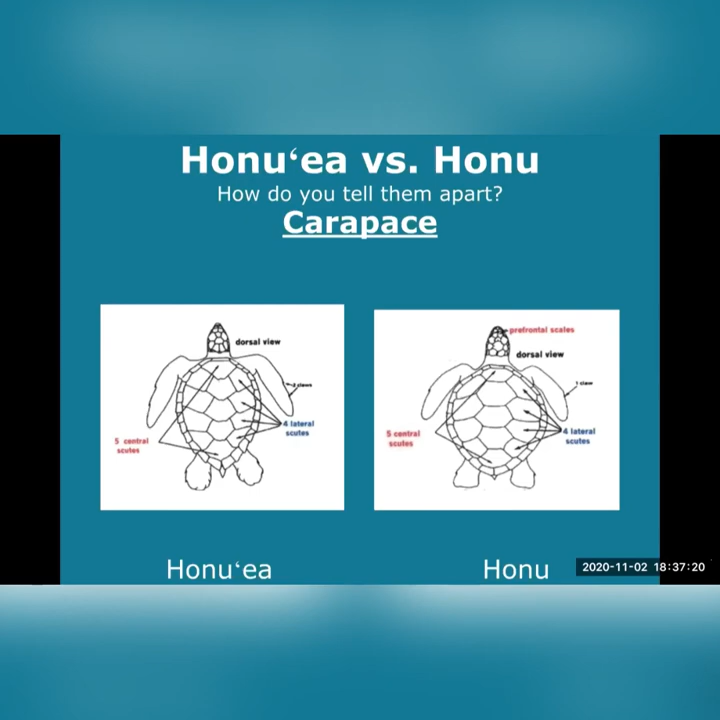 Honuʻea vs. Honu
How do you tell them apart?
Carapace
dorsal view
2 claws
4 lateral
scutes
5 central
scutes
prefrontal scales
dorsal view
1 claw
5 central
scutes
4 lateral
scutes
Honuʻea
Honu
2020-11-02 18:37:20